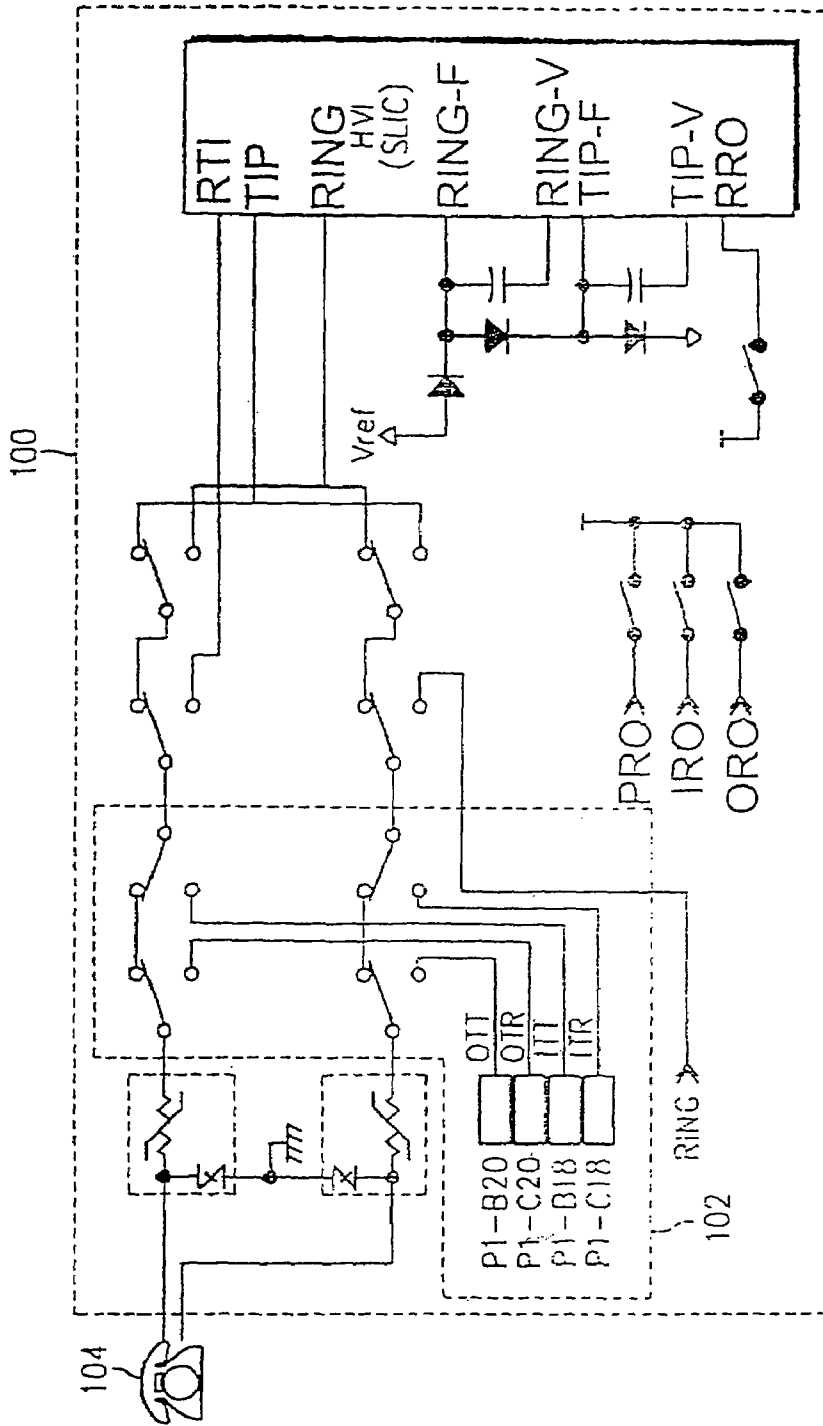 100
RTI
TIP
RING
HVI
(SLIC)
RING-F
RING-V
TIP-F
TIP-V
RRO
Vref
PRO
IRO
ORO
OTT
OTR
ITT
ITR
P1-B20
P1-C20
P1-B18
P1-C18
RING
102
104